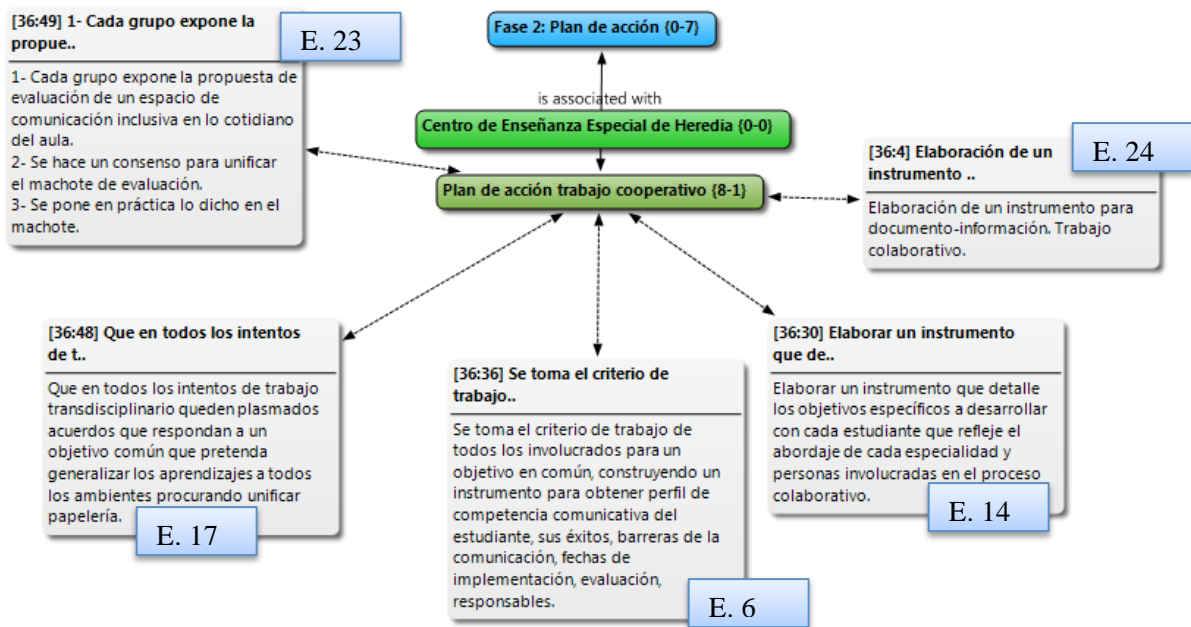 [36:49] 1- Cada grupo expone la
propue..
E. 23
1- Cada grupo expone la propuesta de
evaluación de un espacio de
comunicación inclusiva en lo cotidiano
del aula.
2- Se hace un consenso para unificar
el machote de evaluación.
3- Se pone en práctica lo dicho en el
machote.
Fase 2: Plan de acción {0-7}
is associated with
Centro de Enseñanza Especial de Heredia {0-0}
Plan de acción trabajo cooperativo {8-1}
[36:4] Elaboración de un
instrumento ..
E. 24
Elaboración de un instrumento para
documento-información. Trabajo
colaborativo.
[36:48] Que en todos los intentos
de t..
Que en todos los intentos de trabajo
transdisciplinario queden plasmados
acuerdos que respondan a un
objetivo común que pretenda
generalizar los aprendizajes a todos
los ambientes procurando unificar
papelería.
E. 17
[36:36] Se toma el criterio de
trabajo..
Se toma el criterio de trabajo de
todos los involucrados para un
objetivo en común, construyendo un
instrumento para obtener perfil de
competencia comunicativa del
estudiante, sus éxitos, barreras de la
comunicación, fechas de
implementación, evaluación,
responsables.
E. 6
[36:30] Elaborar un instrumento
que de..
Elaborar un instrumento que detalle
los objetivos específicos a desarrollar
con cada estudiante que refleje el
abordaje de cada especialidad y
personas involucradas en el proceso
colaborativo.
E. 14